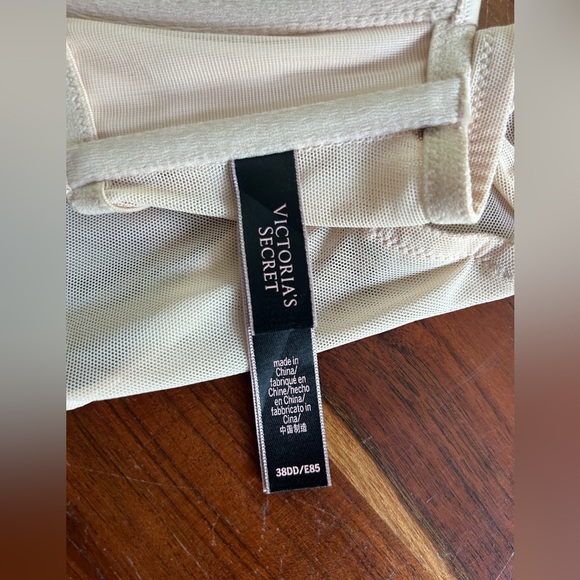 VICTORIA'S
SECRET
made in
China/
fabriqué en
Chine/hecho
en China/
fabbricato in
Cina/
中国制造
38DD/E85